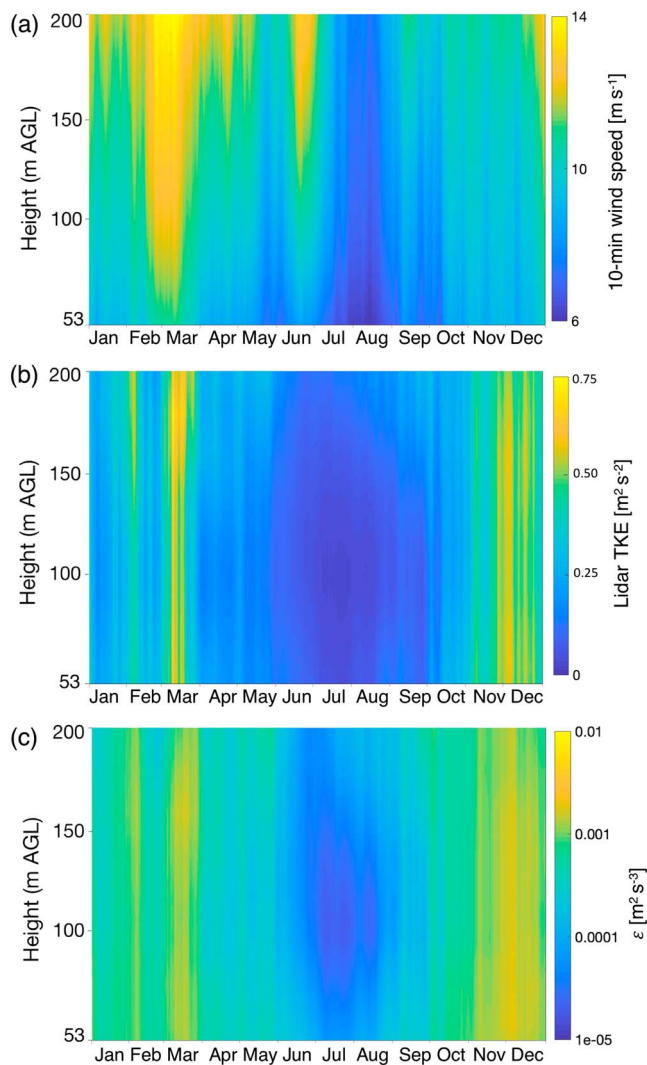 (a)
200
150
100
53
Height (m AGL)
Jan Feb Mar Apr May Jun Jul Aug Sep Oct Nov Dec
14
10
6
10-min wind speed [m s-1]
(b)
200
150
100
53
Height (m AGL)
Jan Feb Mar Apr May Jun Jul Aug Sep Oct Nov Dec
0.75
0.50
0.25
0
Lidar TKE [m² s-²]
(c)
200
150
100
53
Height (m AGL)
Jan Feb Mar Apr May Jun Jul Aug Sep Oct Nov Dec
0.01
0.001
0.0001
1e-05
ε [m² s-³]